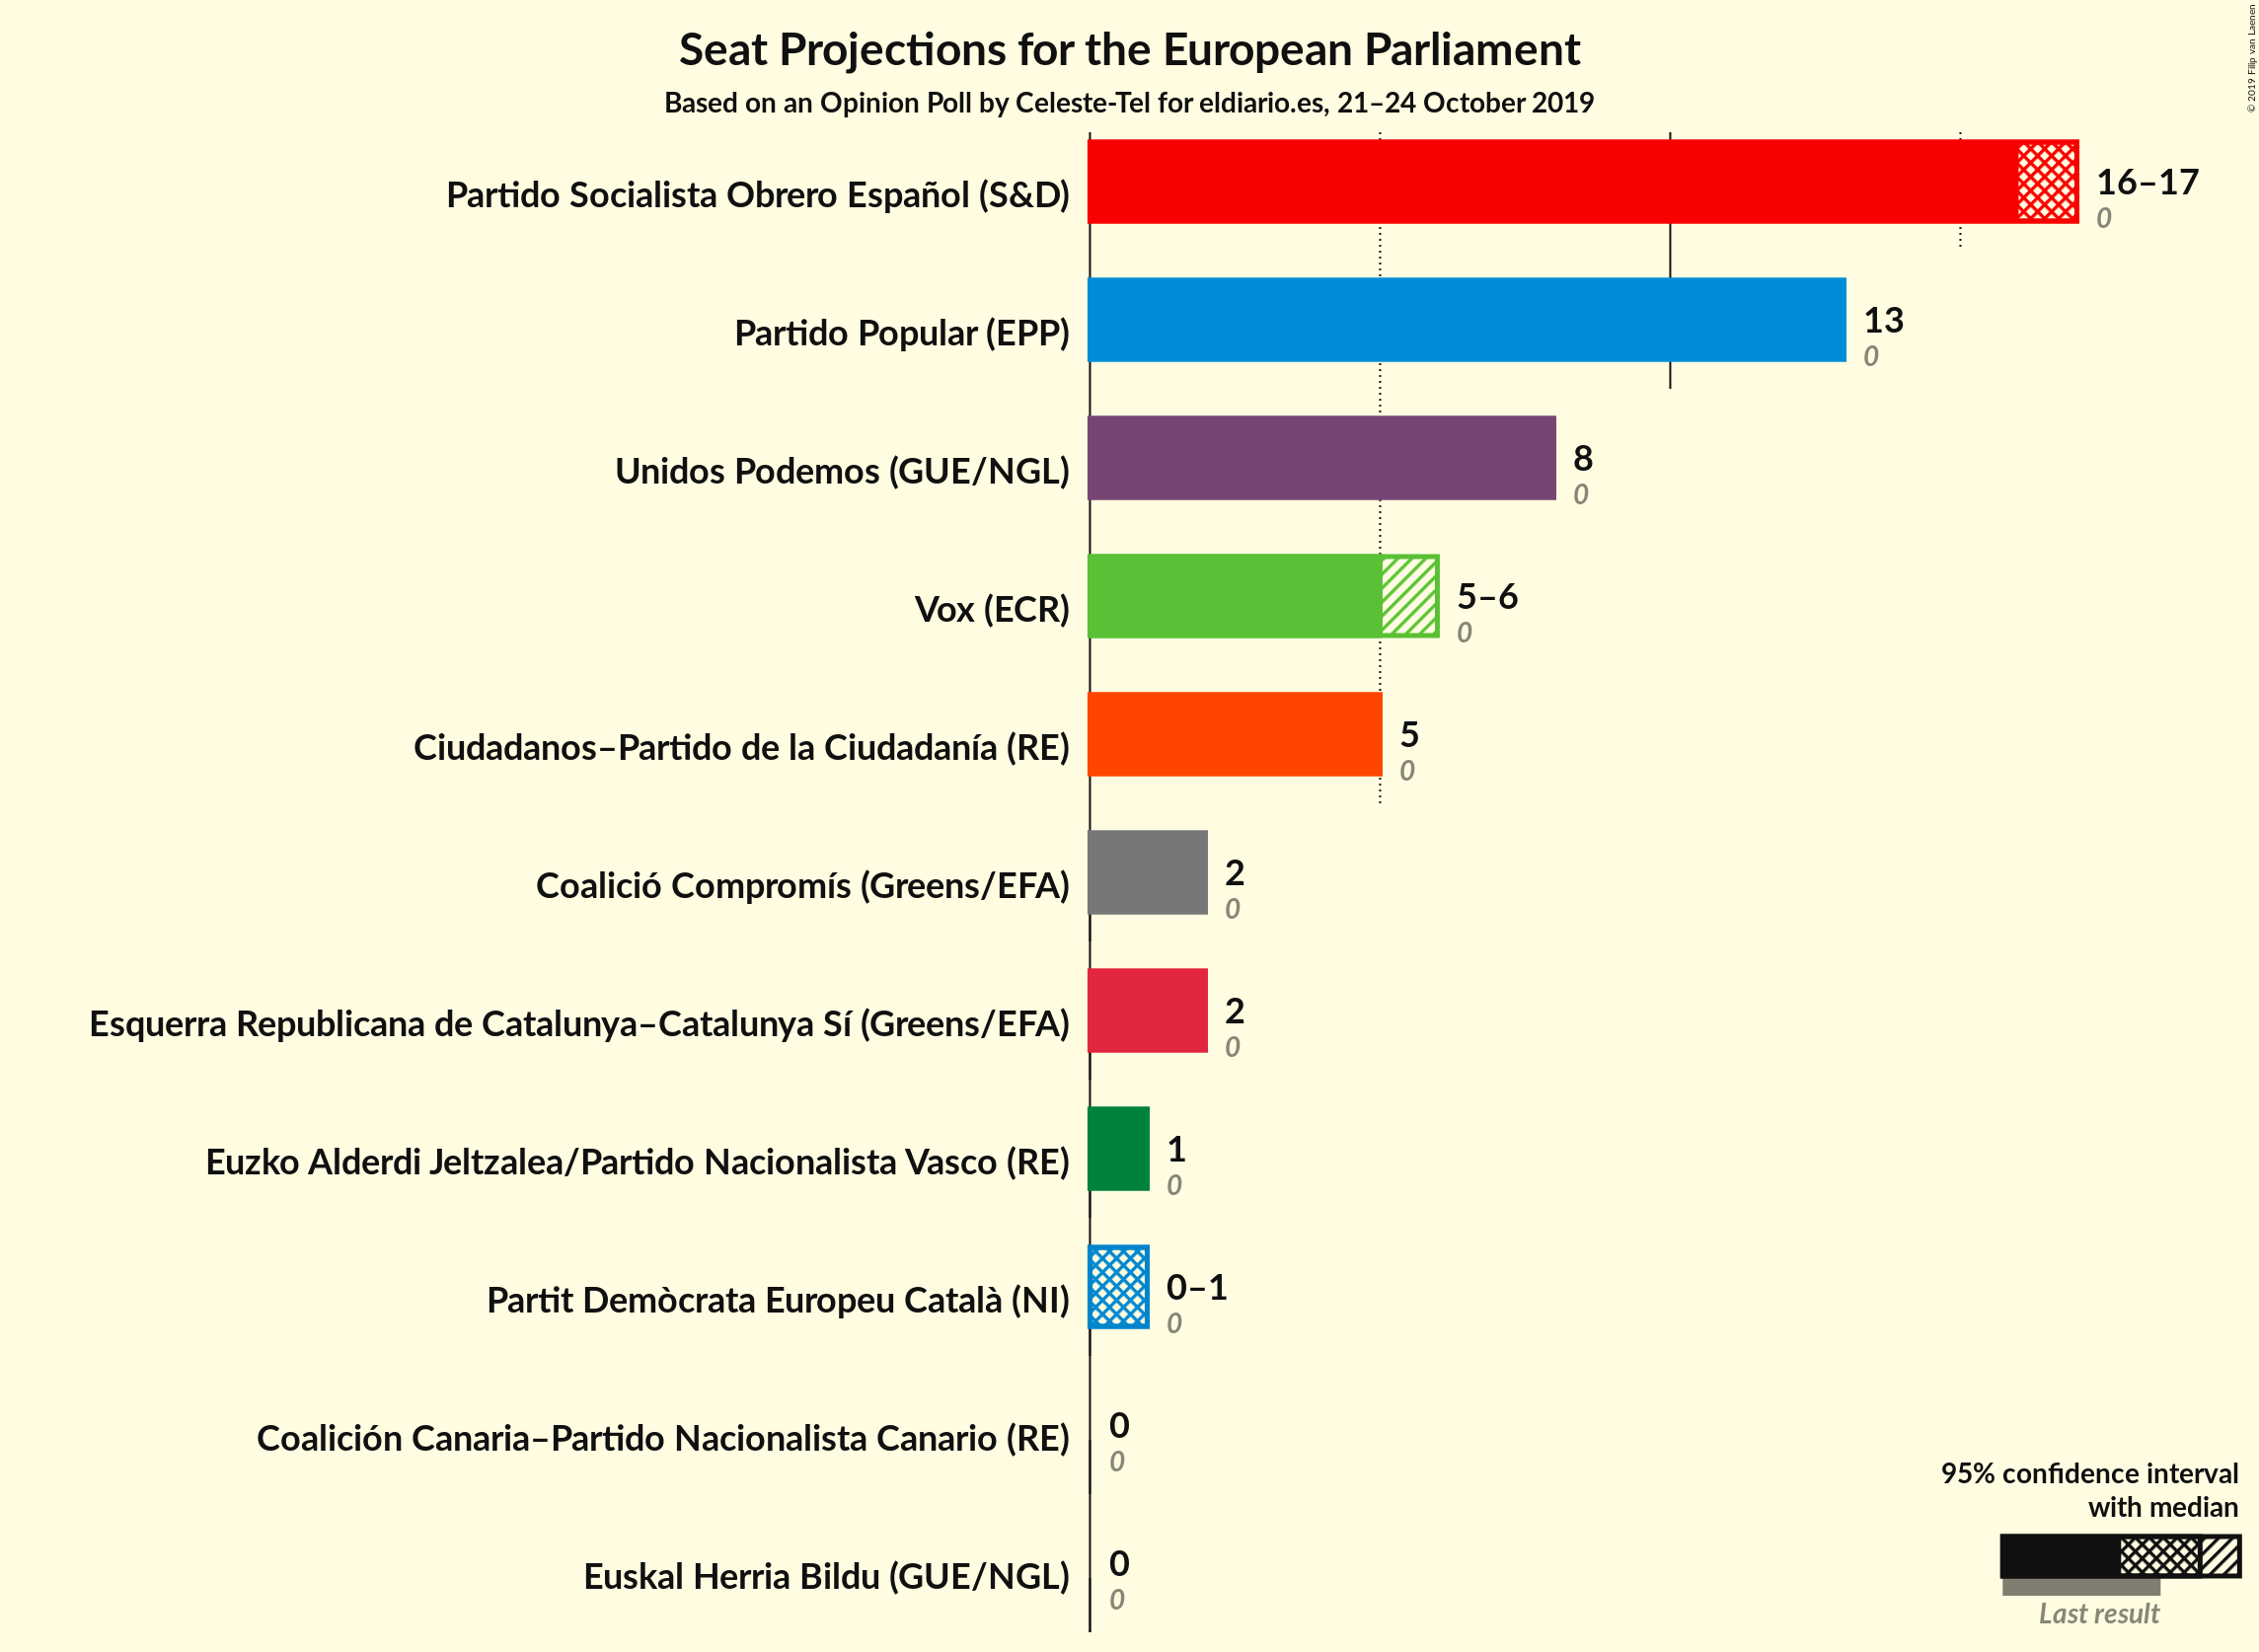 Seat Projections for the European Parliament
Based on an Opinion Poll by Celeste-Tel for eldiario.es, 21–24 October 2019
© 2019 Filip van Laenen
Partido Socialista Obrero Español (S&D)
16–17
0
Partido Popular (EPP)
13
0
Unidos Podemos (GUE/NGL)
8
0
Vox (ECR)
5–6
0
Ciudadanos–Partido de la Ciudadanía (RE)
5
0
Coalició Compromís (Greens/EFA)
2
0
Esquerra Republicana de Catalunya–Catalunya Sí (Greens/EFA)
2
0
Euzko Alderdi Jeltzalea/Partido Nacionalista Vasco (RE)
1
0
Partit Demòcrata Europeu Català (NI)
0–1
0
Coalición Canaria–Partido Nacionalista Canario (RE)
0
0
Euskal Herria Bildu (GUE/NGL)
0
0
95% confidence interval
with median
Last result